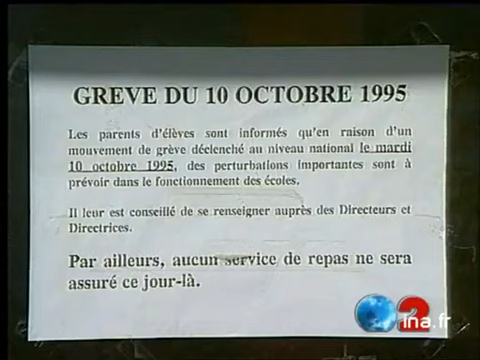 GREVE DU 10 OCTOBRE 1995
Les parents d'élèves sont informés qu'en raison d'un
mouvement de grève déclenché au niveau national le mardi
10 octobre 1995, des perturbations importantes sont à
prévoir dans le fonctionnement des écoles.
Il leur est conseillé de se renseigner auprès des Directeurs et
Directrices.
Par ailleurs, aucun service de repas ne sera
assuré ce jour-là.
2
ina.fr